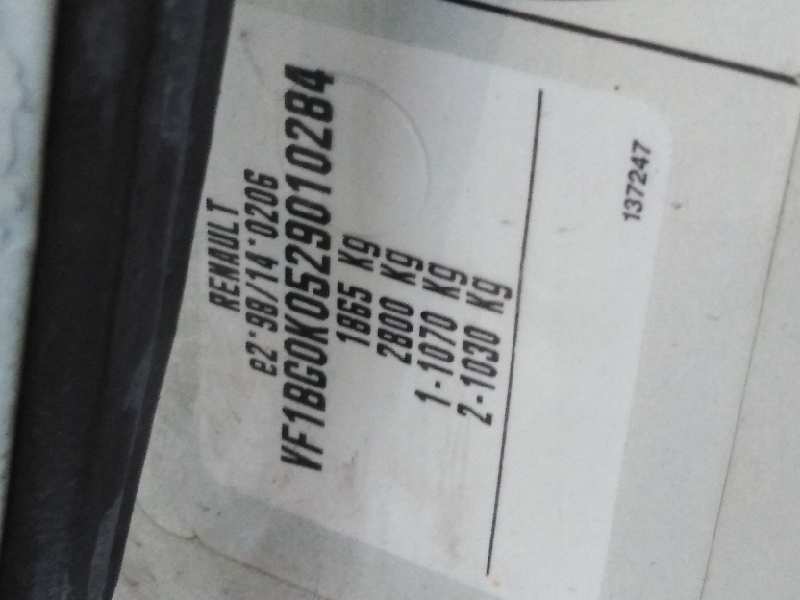 RENAULT
e2*98/14*0206
VF1BG0K0529010284
1865 Kg
2800 Kg
1-1070 Kg
2-1030 Kg
137247